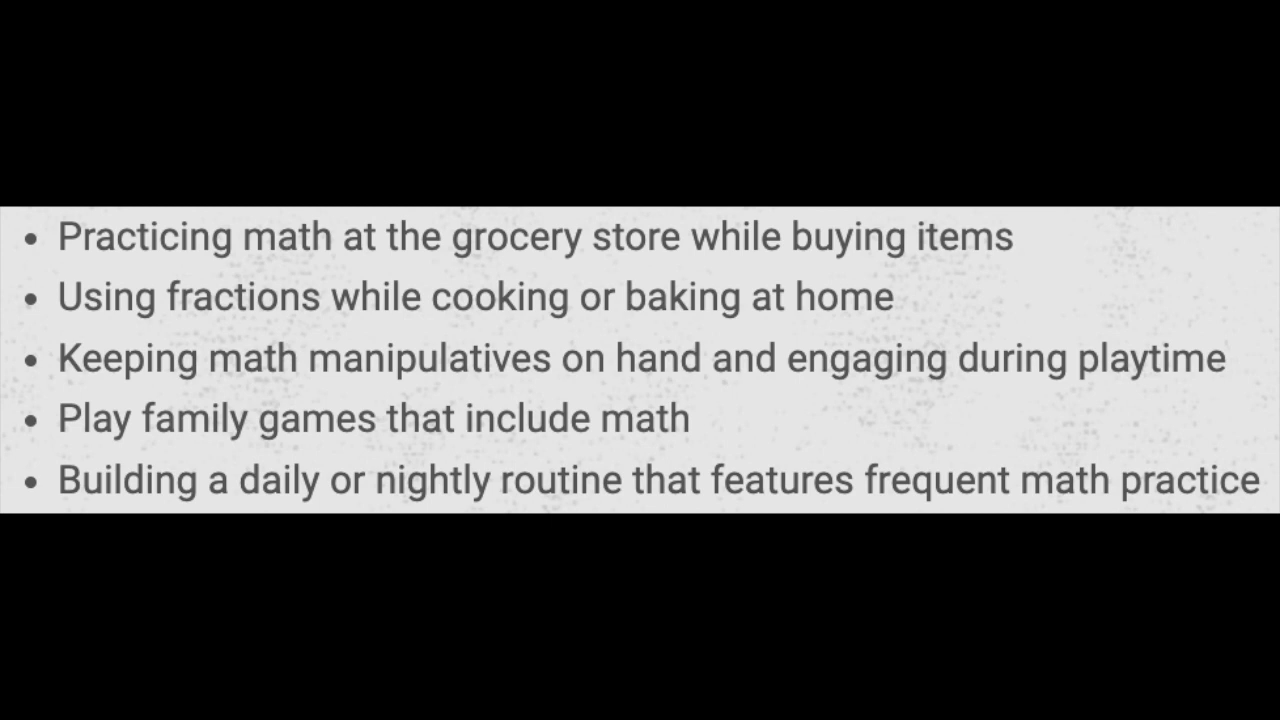 • Practicing math at the grocery store while buying items
• Using fractions while cooking or baking at home
• Keeping math manipulatives on hand and engaging during playtime
• Play family games that include math
• Building a daily or nightly routine that features frequent math practice